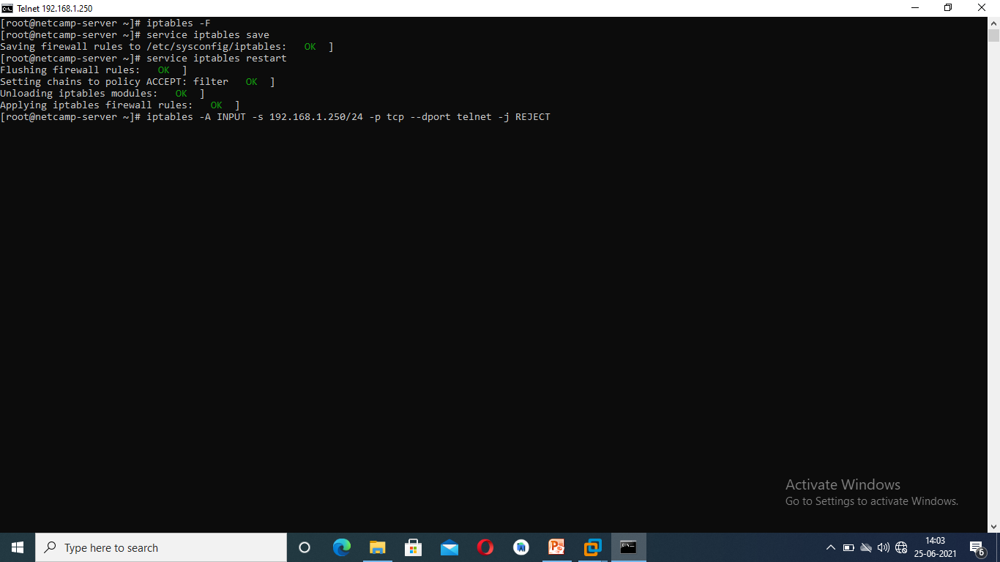 Telnet 192.168.1.250
[root@netcamp-server ~]# iptables -F
[root@netcamp-server ~]# service iptables save
Saving firewall rules to /etc/sysconfig/iptables:   OK  ]
[root@netcamp-server ~]# service iptables restart
Flushing firewall rules:   OK  ]
Setting chains to policy ACCEPT: filter   OK  ]
Unloading iptables modules:   OK  ]
Applying iptables firewall rules:   OK  ]
[root@netcamp-server ~]# iptables -A INPUT -s 192.168.1.250/24 -p tcp --dport telnet -j REJECT
Activate Windows
Go to Settings to activate Windows.
Type here to search
14:03
25-06-2021
6